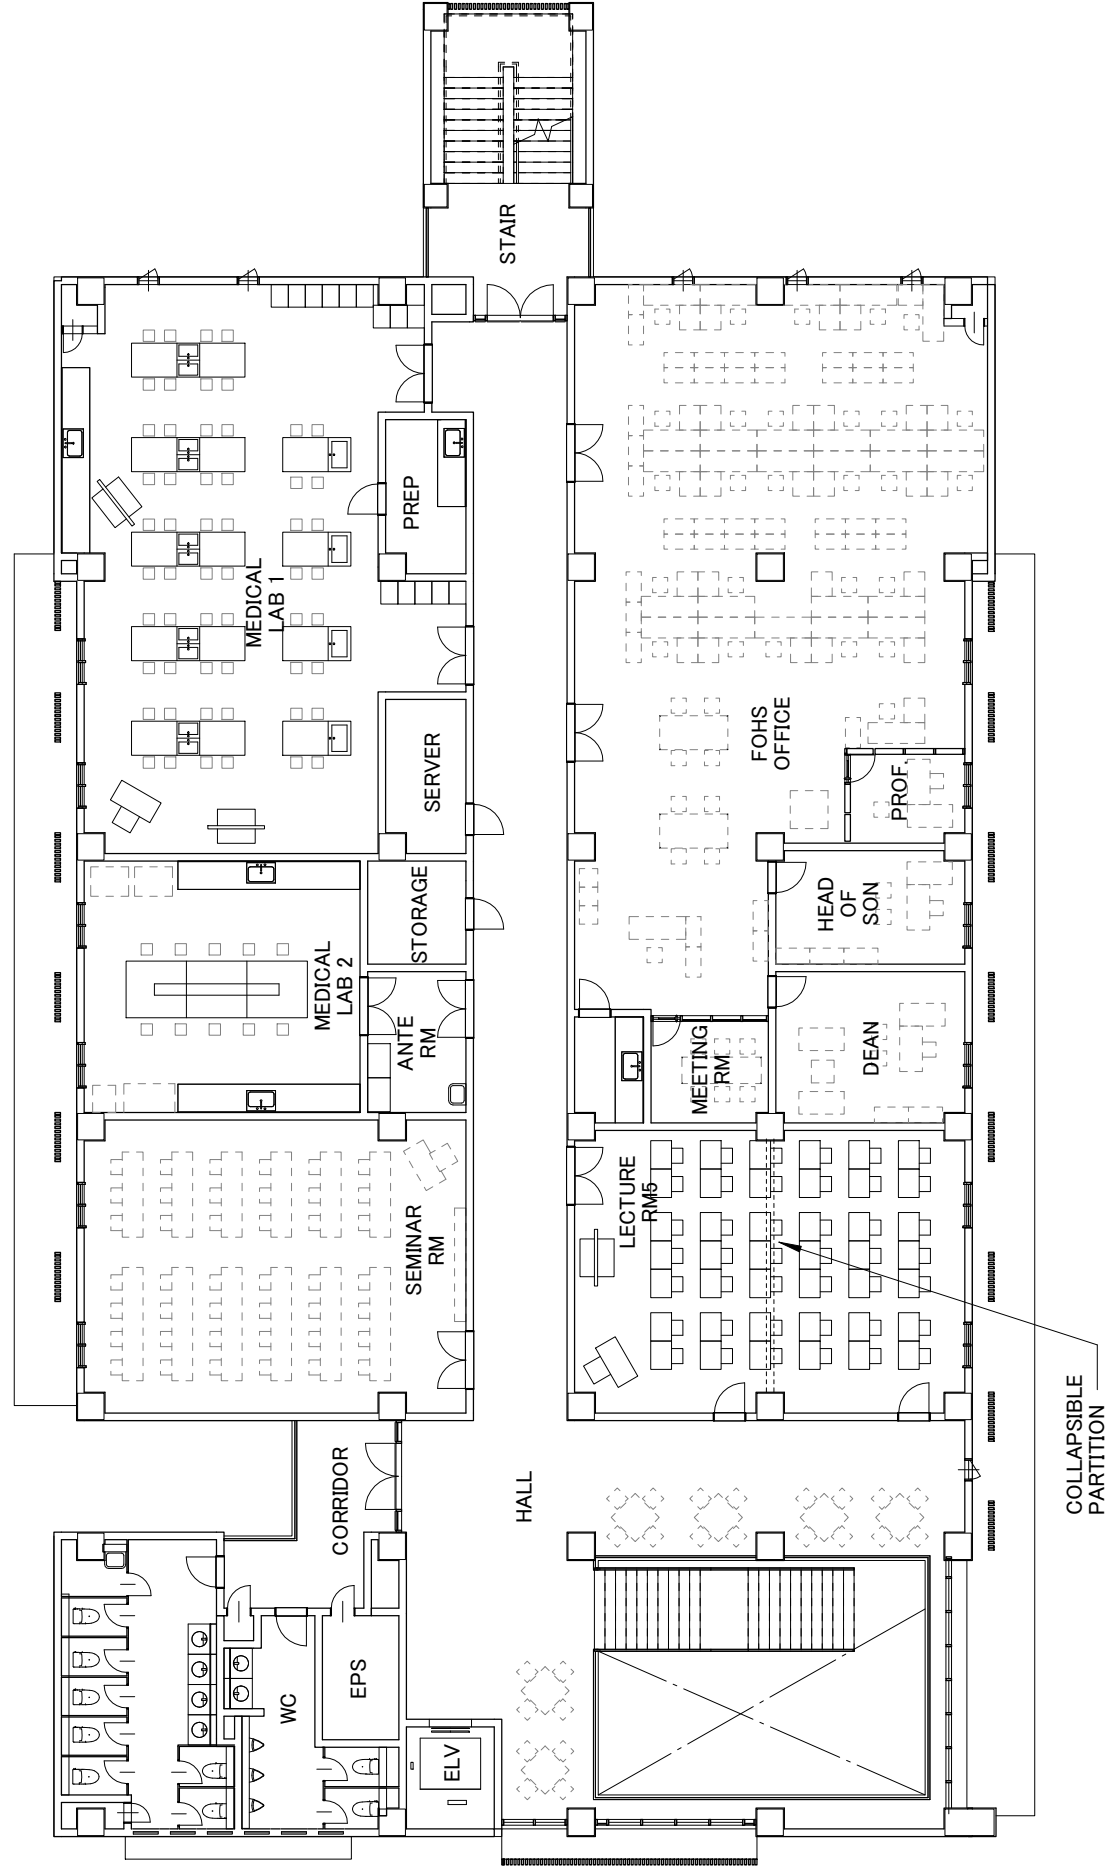 STAIR
MEDICAL
LAB 1
PREP
SERVER
STORAGE
MEDICAL
LAB 2
ANTE
RM
SEMINAR
RM
FOHS
OFFICE
PROF.
HEAD
OF
SON
DEAN
MEETING
RM
LECTURE
RM5
COLLAPSIBLE
PARTITION
HALL
CORRIDOR
WC
EPS
ELV